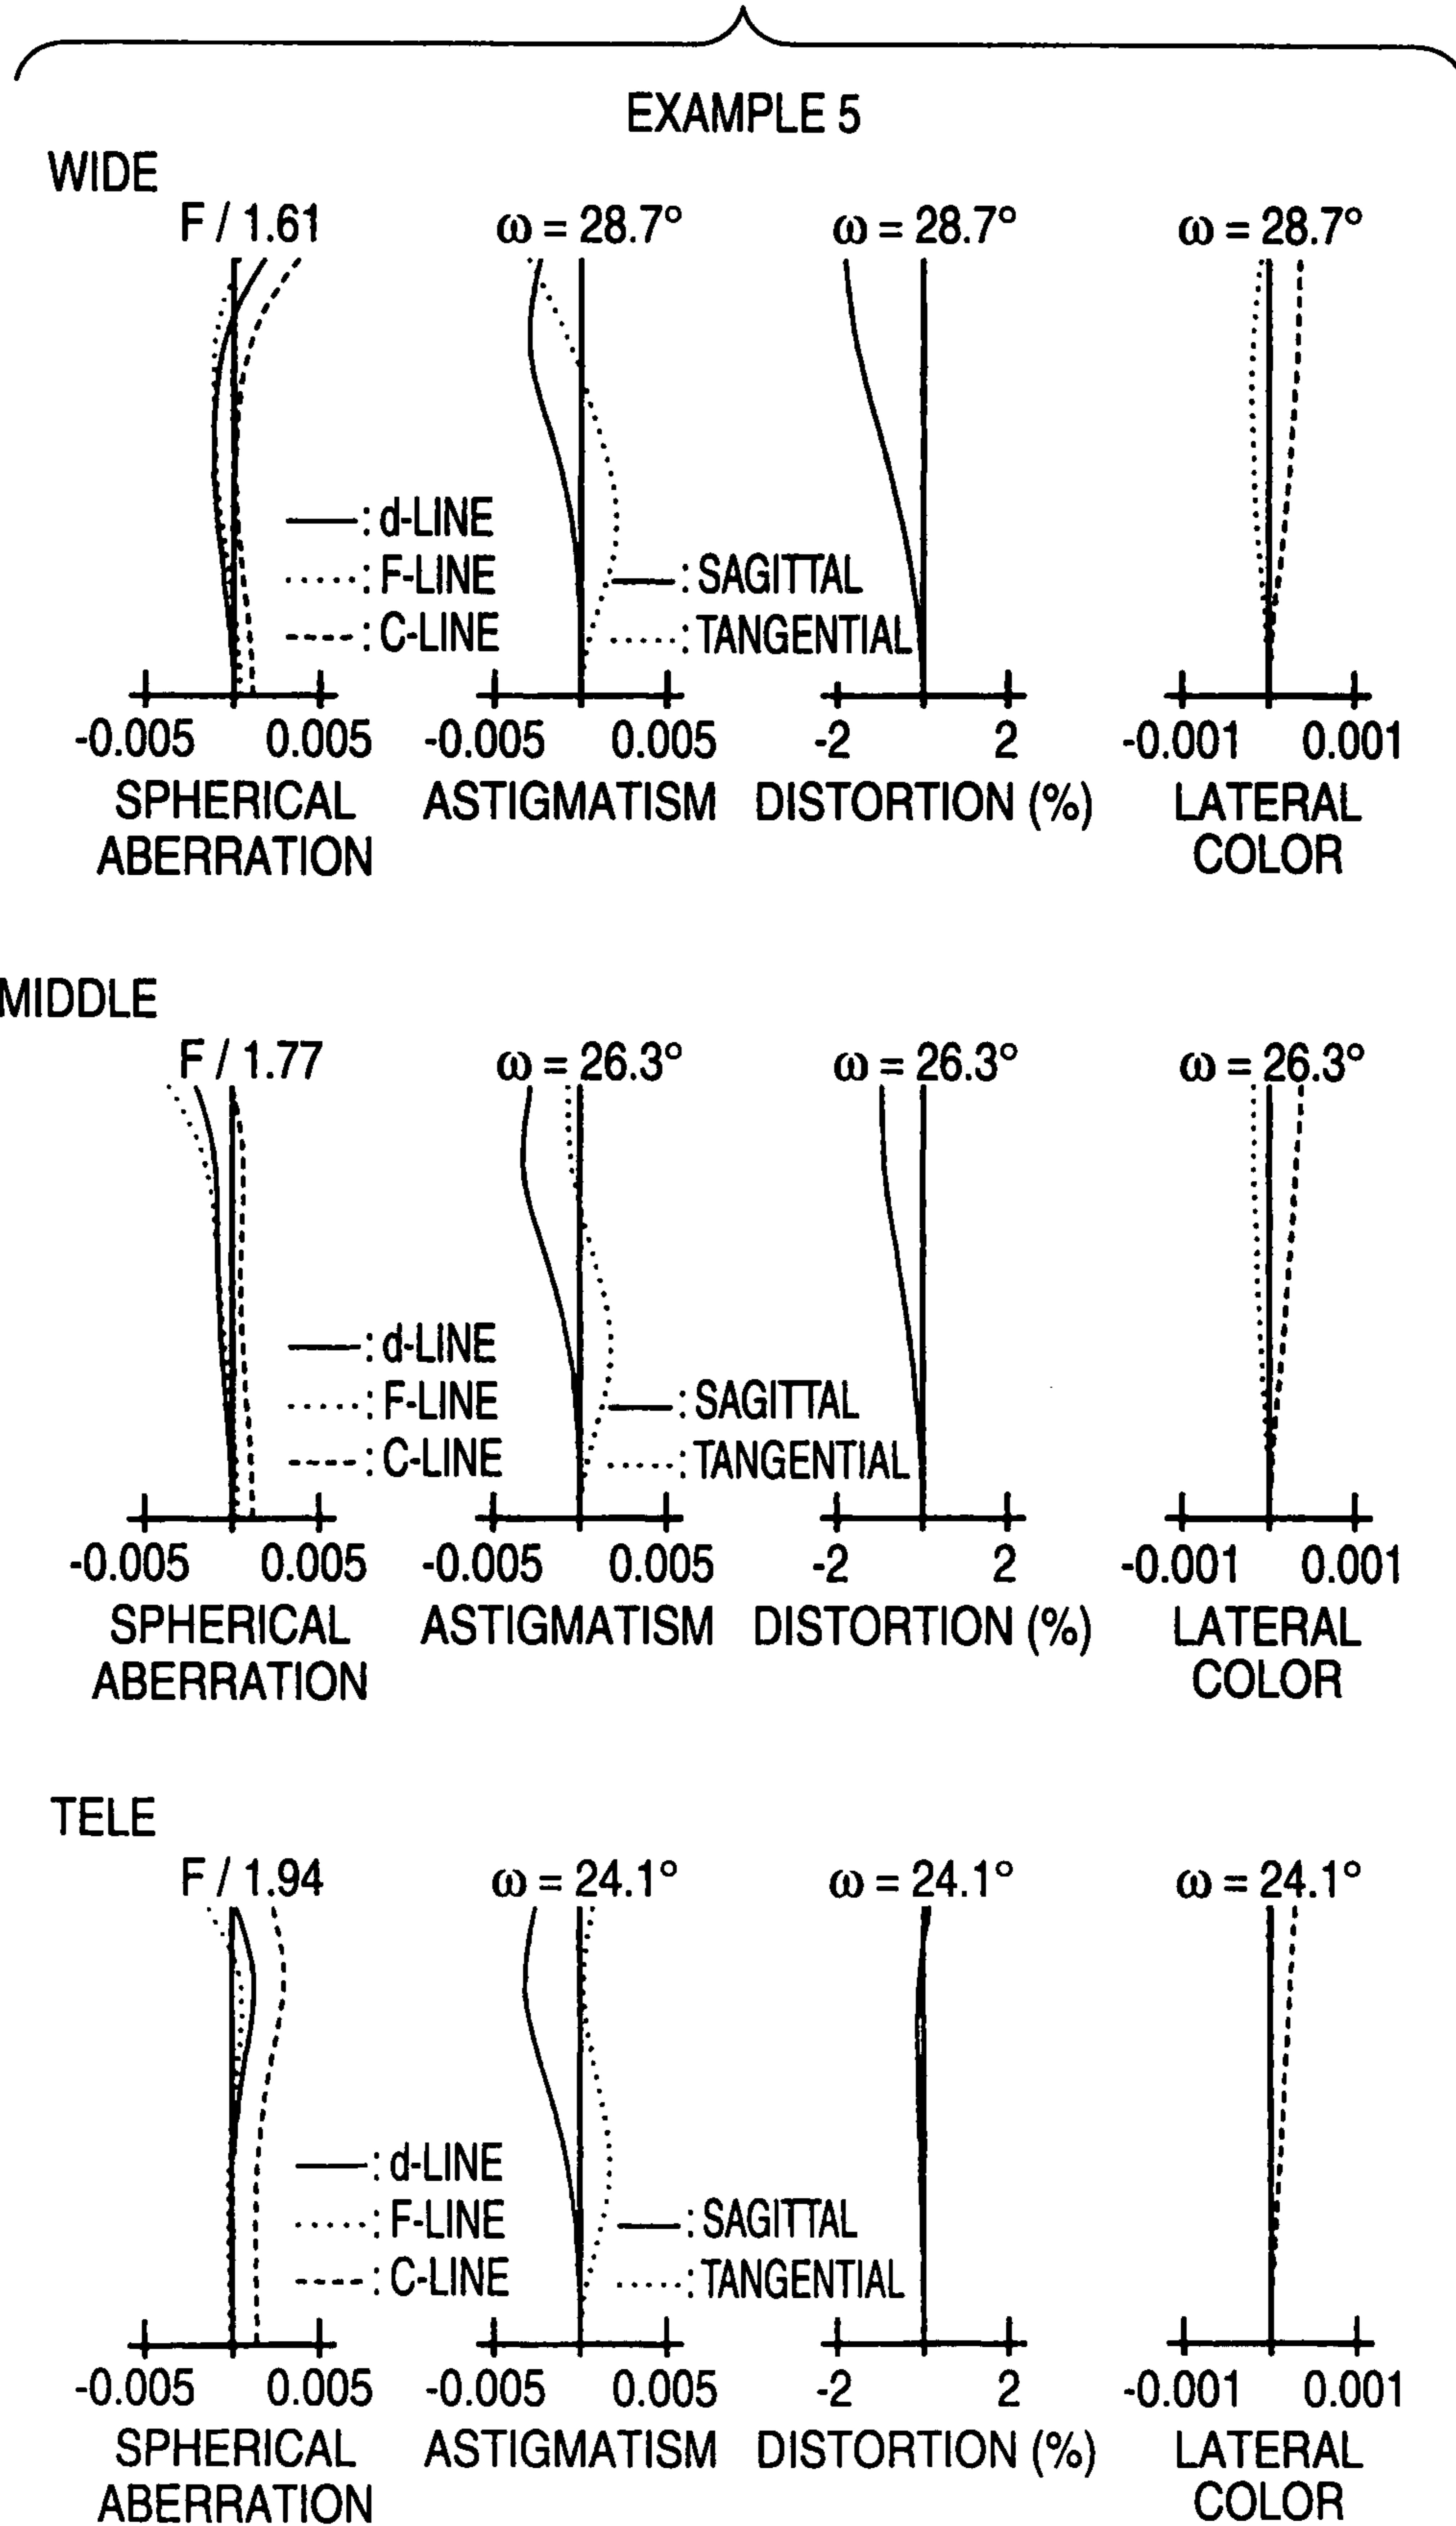 EXAMPLE 5
WIDE
F / 1.61
ω = 28.7°
ω = 28.7°
ω = 28.7°
: d-LINE
: F-LINE
: C-LINE
: SAGITTAL
: TANGENTIAL
-0.005 0.005
-0.005 0.005
-2 2
-0.001 0.001
SPHERICAL
ABERRATION
ASTIGMATISM
DISTORTION (%)
LATERAL
COLOR
MIDDLE
F / 1.77
ω = 26.3°
ω = 26.3°
ω = 26.3°
: d-LINE
: F-LINE
: C-LINE
: SAGITTAL
: TANGENTIAL
-0.005 0.005
-0.005 0.005
-2 2
-0.001 0.001
SPHERICAL
ABERRATION
ASTIGMATISM
DISTORTION (%)
LATERAL
COLOR
TELE
F / 1.94
ω = 24.1°
ω = 24.1°
ω = 24.1°
: d-LINE
: F-LINE
: C-LINE
: SAGITTAL
: TANGENTIAL
-0.005 0.005
-0.005 0.005
-2 2
-0.001 0.001
SPHERICAL
ABERRATION
ASTIGMATISM
DISTORTION (%)
LATERAL
COLOR